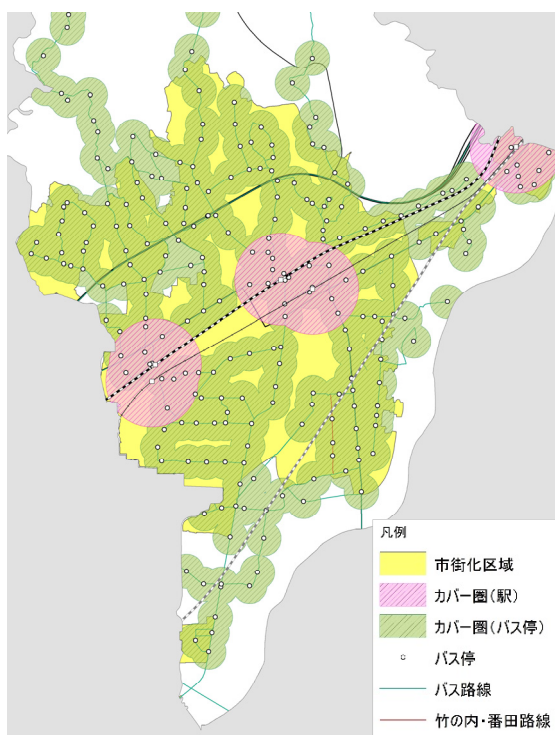 凡例
市街化区域
カバー圏(駅)
カバー圏(バス停)
バス停
バス路線
竹の内・番田路線